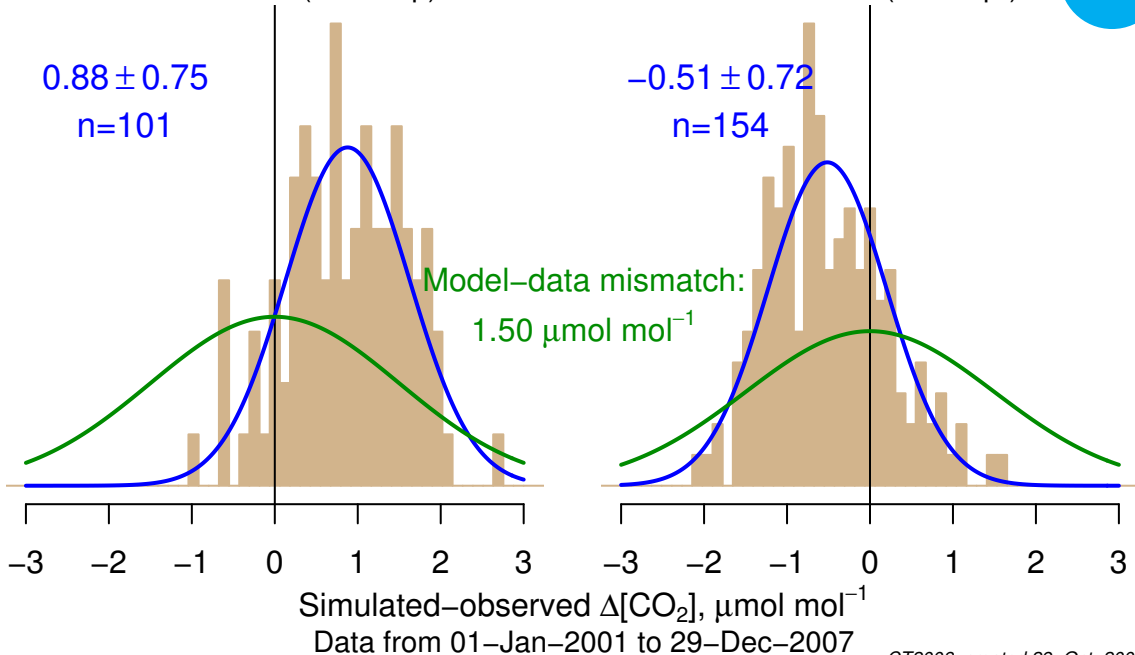 0.88 ± 0.75
n=101
−0.51 ± 0.72
n=154
Model−data mismatch:
1.50 μmol mol⁻¹
−3 −2 −1 0 1 2 3
−3 −2 −1 0 1 2 3
Simulated−observed Δ[CO₂], μmol mol⁻¹
Data from 01−Jan−2001 to 29−Dec−2007